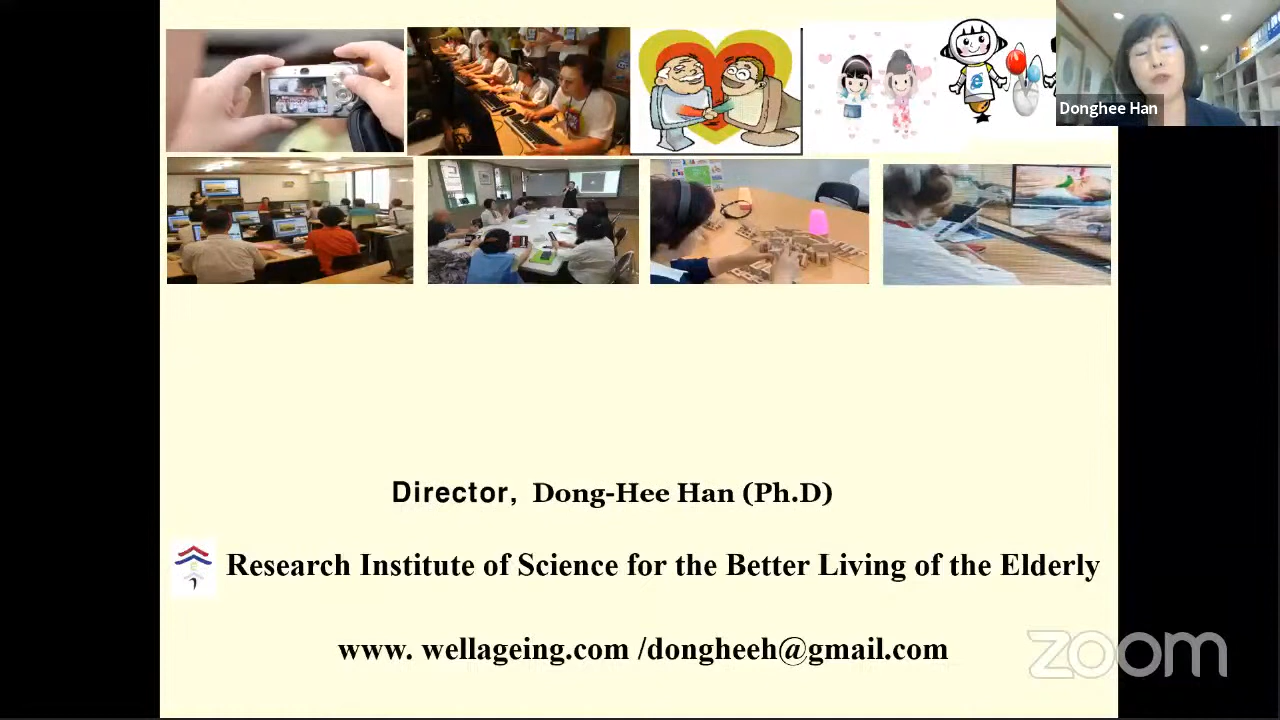 Donghee Han
Director, Dong-Hee Han (Ph.D)
Research Institute of Science for the Better Living of the Elderly
www. wellageing.com /dongheeh@gmail.com
zoom